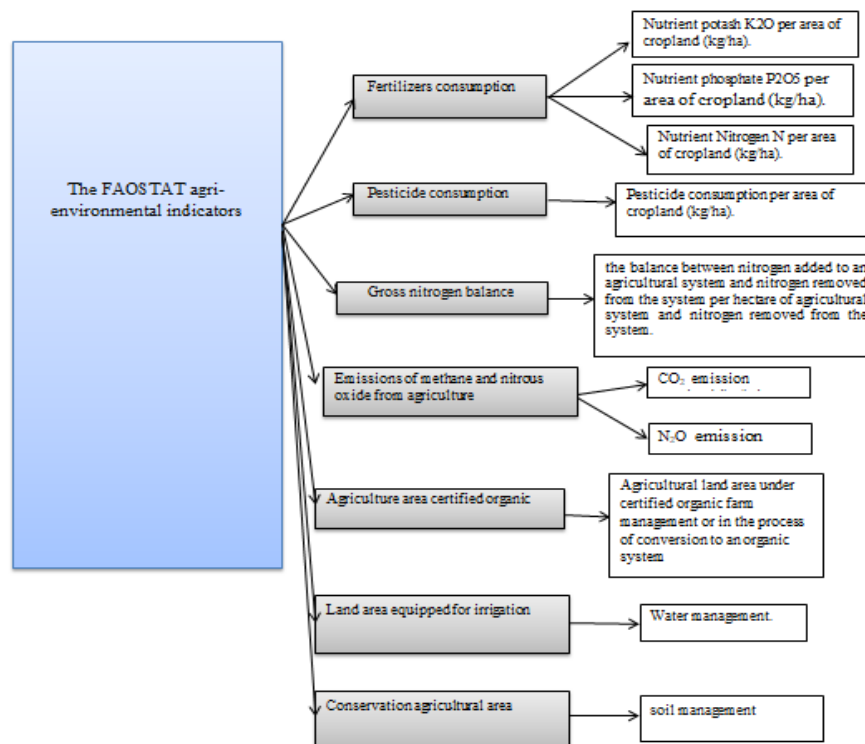 The FAOSTAT agri-
environmental indicators
Fertilizers consumption
Nutrient potash K2O per area of
cropland (kg/ha).
Nutrient phosphate P2O5 per
area of cropland (kg/ha).
Nutrient Nitrogen N per area
of cropland (kg/ha).
Pesticide consumption
Pesticide consumption per area of
cropland (kg/ha).
Gross nitrogen balance
the balance between nitrogen added to an
agricultural system and nitrogen removed
from the system per hectare of agricultural
system and nitrogen removed from the
system.
Emissions of methane and nitrous
oxide from agriculture
CO₂ emission
N₂O emission
Agriculture area certified organic
Agricultural land area under
certified organic farm
management or in the process
of conversion to an organic
system
Land area equipped for irrigation
Water management.
Conservation agricultural area
soil management